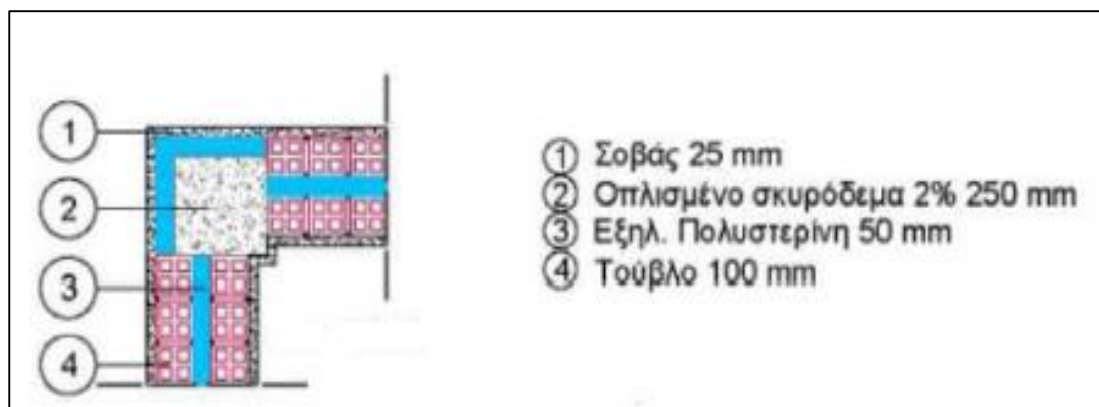 1
2
3
4
① Σοβάς 25 mm
② Οπλισμένο σκυρόδεμα 2% 250 mm
③ Εξηλ. Πολυστερίνη 50 mm
④ Τούβλο 100 mm